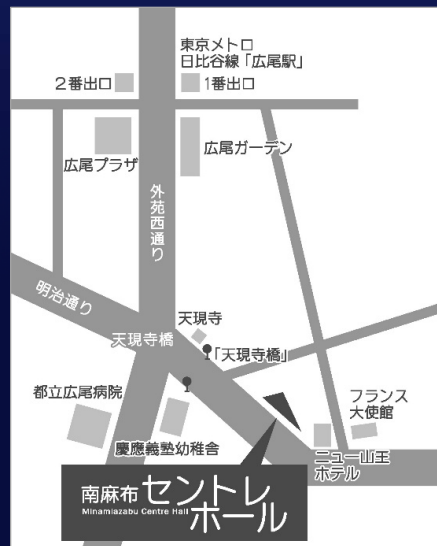 東京メトロ
日比谷線「広尾駅」
2番出口
1番出口
広尾プラザ
広尾ガーデン
外苑西通り
明治通り
天現寺
天現寺橋
「天現寺橋」
都立広尾病院
慶應義塾幼稚舎
フランス
大使館
ニュー山王
ホテル
南麻布 セントレ
Minamiazabu Centre Hall
ホール